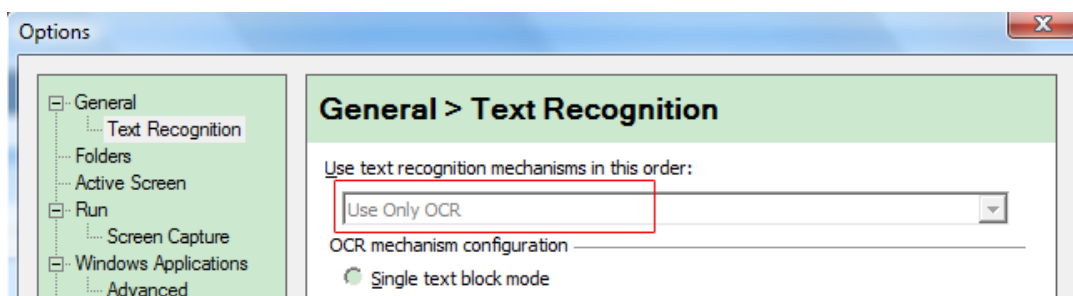 Options
General
Text Recognition
Folders
Active Screen
Run
Screen Capture
Windows Applications
Advanced
General > Text Recognition
Use text recognition mechanisms in this order:
Use Only OCR
OCR mechanism configuration
Single text block mode